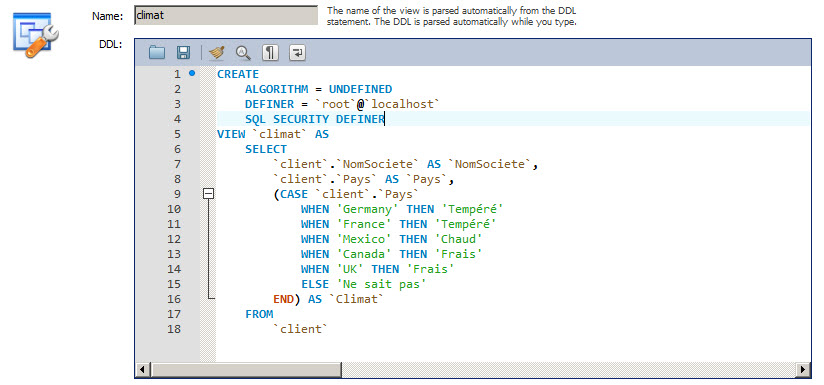 Name: climat The name of the view is parsed automatically from the DDL
statement. The DDL is parsed automatically while you type.
DDL:
1 CREATE
2 ALGORITHM = UNDEFINED
3 DEFINER = `root`@`localhost`
4 SQL SECURITY DEFINER
5 VIEW `climat` AS
6 SELECT
7 `client`.`NomSociete` AS `NomSociete`,
8 `client`.`Pays` AS `Pays`,
9 (CASE `client`.`Pays`
10 WHEN 'Germany' THEN 'Tempéré'
11 WHEN 'France' THEN 'Tempéré'
12 WHEN 'Mexico' THEN 'Chaud'
13 WHEN 'Canada' THEN 'Frais'
14 WHEN 'UK' THEN 'Frais'
15 ELSE 'Ne sait pas'
16 END) AS `Climat`
17 FROM
18 `client`